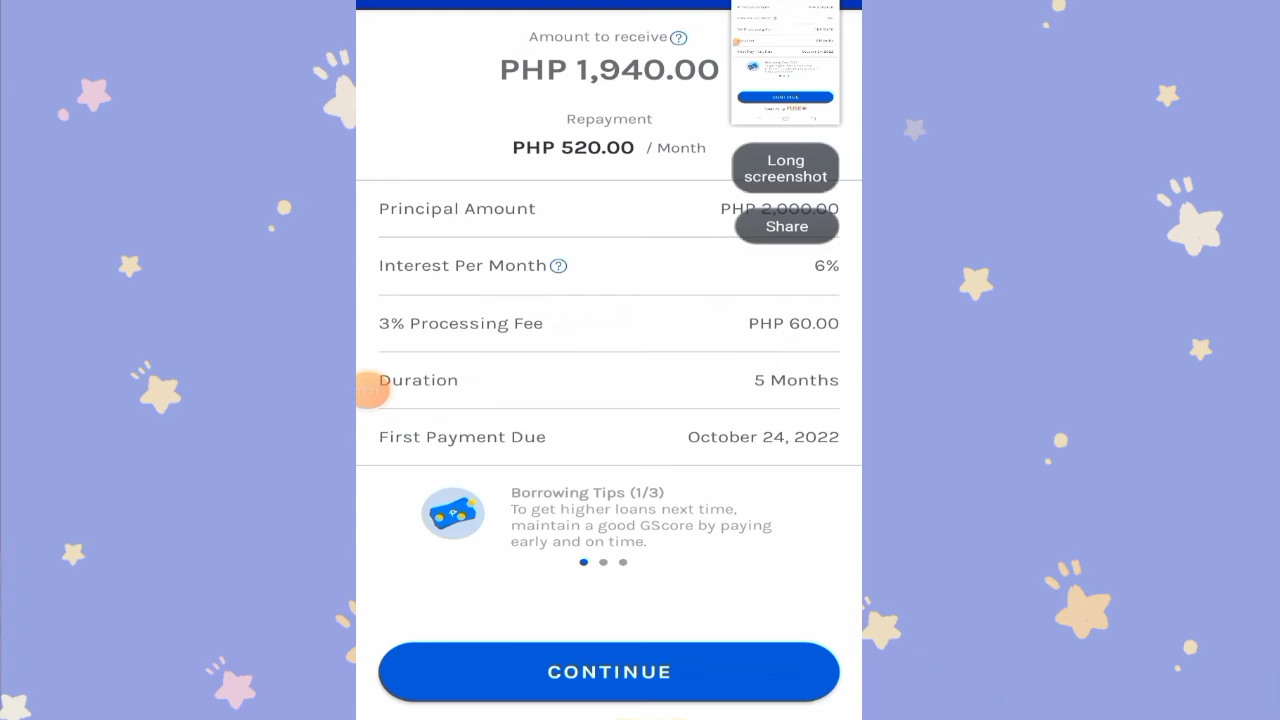 Amount to receive ?
PHP 1,940.00
Repayment
PHP 520.00 / Month
CONTINUE
Long
screenshot
Share
Principal Amount PHP 2,000.00
Interest Per Month ? 6%
3% Processing Fee PHP 60.00
Duration 5 Months
First Payment Due October 24, 2022
Borrowing Tips (1/3)
To get higher loans next time,
maintain a good GScore by paying
early and on time.
CONTINUE